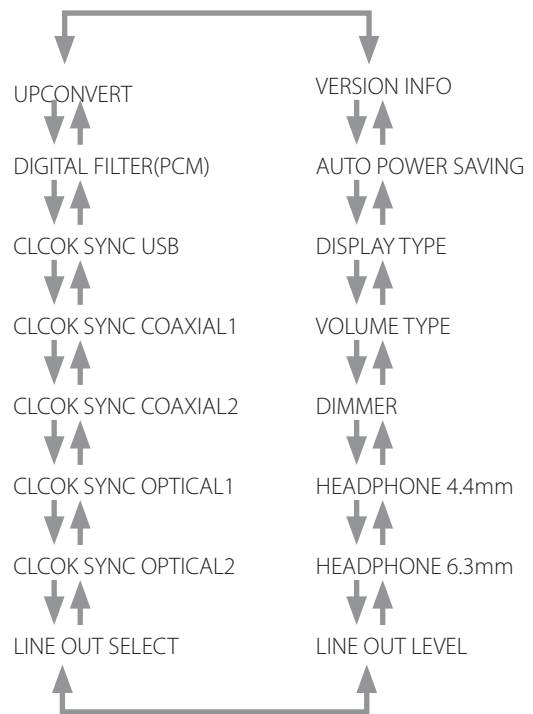 UPCONVERT
DIGITAL FILTER(PCM)
CLCOK SYNC USB
CLCOK SYNC COAXIAL1
CLCOK SYNC COAXIAL2
CLCOK SYNC OPTICAL1
CLCOK SYNC OPTICAL2
LINE OUT SELECT
VERSION INFO
AUTO POWER SAVING
DISPLAY TYPE
VOLUME TYPE
DIMMER
HEADPHONE 4.4mm
HEADPHONE 6.3mm
LINE OUT LEVEL